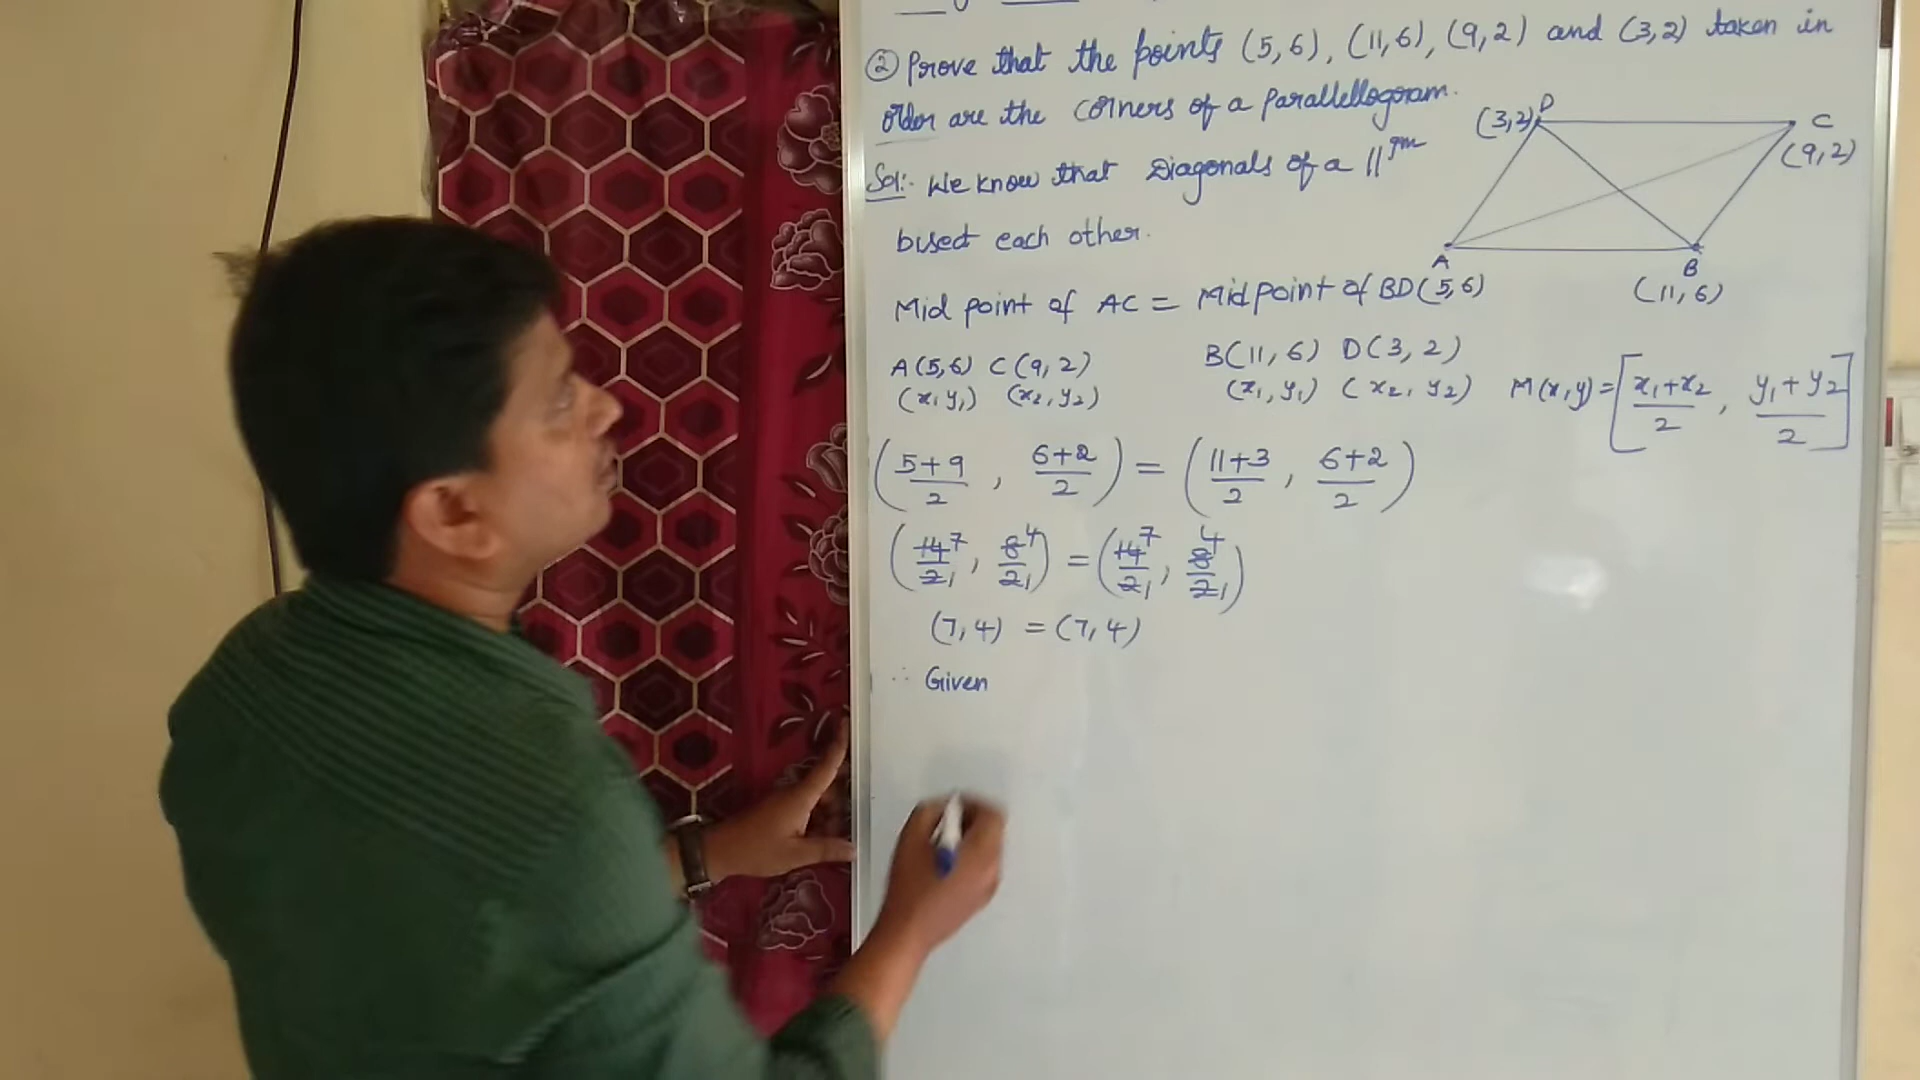 ② Prove that the points (5,6), (11,6), (9,2) and (3,2) taken in
order are the corners of a parallellogram.
Sol:- We know that Diagonals of a ||gm
bisect each other.
D
(3,2)
C
(9,2)
A
B
(11,6)
Mid point of AC = Midpoint of BD (5,6)
A(5,6) C(9,2) B(11,6) D(3,2)
(x1 y1) (x2, y2) (x1, y1) (x2, y2) M(x,y) = [x1+x2/2, y1+y2/2]
(5+9/2, 6+2/2) = (11+3/2, 6+2/2)
(14 7/2 1, 8 4/2 1) = (14 7/2 1, 8 4/2 1)
(7,4) = (7,4)
∴ Given